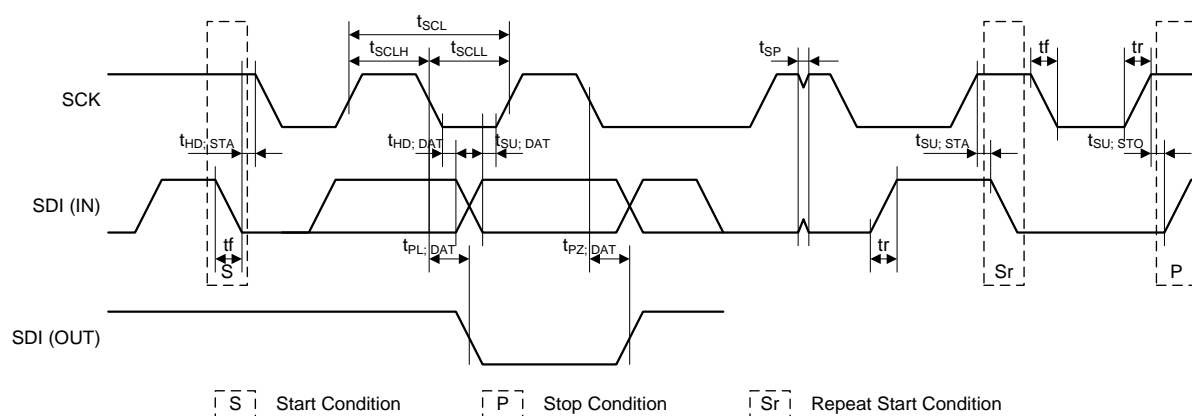 tSCL
tSCLH tSCLL tSP tf tr
SCK
tHD; STA tHD; DAT tSU; DAT tSU; STA tSU; STO
SDI (IN)
tf tPL; DAT tPZ; DAT tr
S Sr P
SDI (OUT)
S Start Condition P Stop Condition Sr Repeat Start Condition